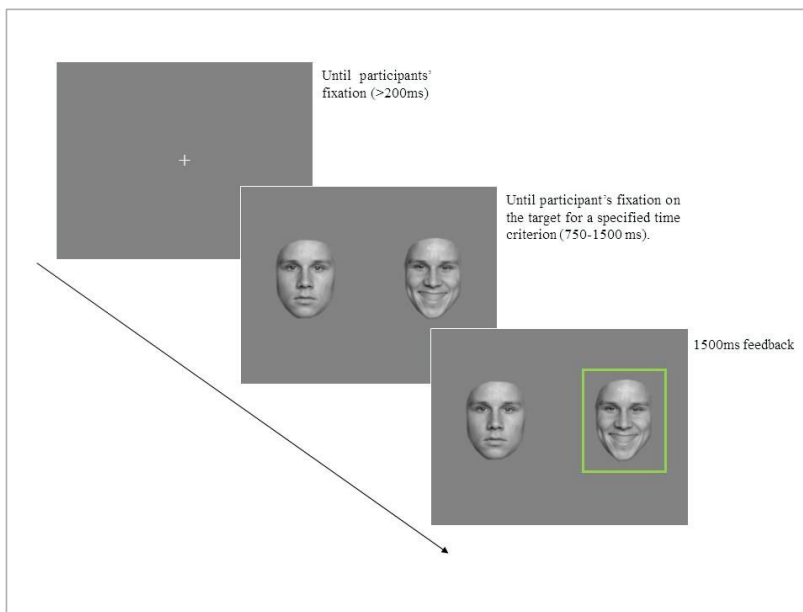 Until participants'
fixation (>200ms)
Until participant's fixation on
the target for a specified time
criterion (750-1500 ms).
1500ms feedback